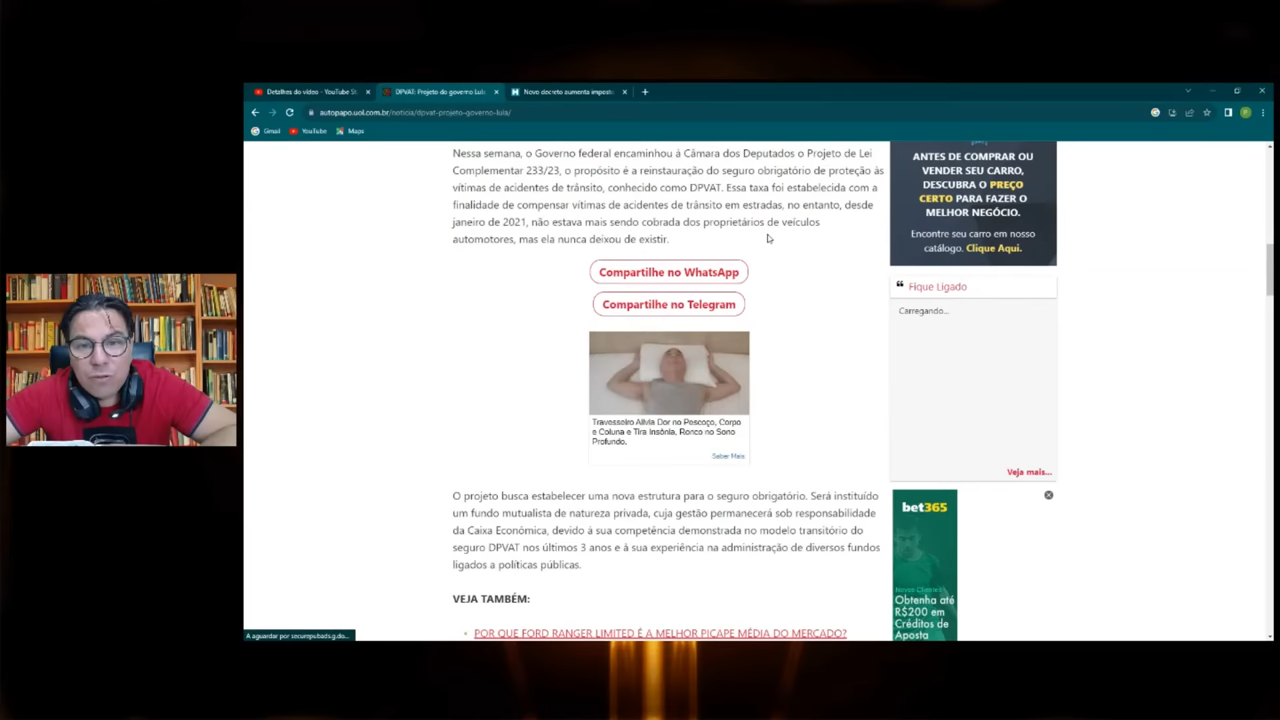 Detalhes do vídeo - YouTube St
DPVAT: Projeto do governo Lula
Novo decreto aumenta imposto
autopapo.uol.com.br/noticia/dpvat-projeto-governo-lula/
Gmail
YouTube
Maps
Nessa semana, o Governo federal encaminhou à Câmara dos Deputados o Projeto de Lei
Complementar 233/23, o propósito é a reinstauração do seguro obrigatório de proteção às
vítimas de acidentes de trânsito, conhecido como DPVAT. Essa taxa foi estabelecida com a
finalidade de compensar vítimas de acidentes de trânsito em estradas, no entanto, desde
janeiro de 2021, não estava mais sendo cobrada dos proprietários de veículos
automotores, mas ela nunca deixou de existir.
Compartilhe no WhatsApp
Compartilhe no Telegram
Travesseiro Alivia Dor no Pescoço, Corpo
e Coluna e Tira Insônia, Ronco no Sono
Profundo.
Saber Mais
O projeto busca estabelecer uma nova estrutura para o seguro obrigatório. Será instituído
um fundo mutualista de natureza privada, cuja gestão permanecerá sob responsabilidade
da Caixa Econômica, devido à sua competência demonstrada no modelo transitório do
seguro DPVAT nos últimos 3 anos e à sua experiência na administração de diversos fundos
ligados a políticas públicas.
VEJA TAMBÉM:
POR QUE FORD RANGER LIMITED É A MELHOR PICAPE MÉDIA DO MERCADO?
ANTES DE COMPRAR OU
VENDER SEU CARRO,
DESCUBRA O PREÇO
CERTO PARA FAZER O
MELHOR NEGÓCIO.
Encontre seu carro em nosso
catálogo. Clique Aqui.
Fique Ligado
Carregando...
Veja mais...
bet365
Novos Clientes
Obtenha até
R$200 em
Créditos de
Aposta
A aguardar por securepubads.g.do...